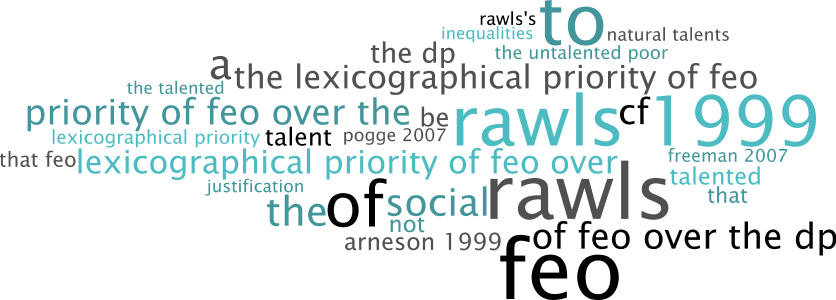 rawls's
to
inequalities
natural talents
the dp
the untalented poor
a
the lexicographical priority of feo
the talented
priority of feo over the
be
rawls
cf
1999
lexicographical priority
talent
pogge 2007
that feo
lexicographical priority of feo over
freeman 2007
justification
rawls
talented
the
of
social
that
not
arneson 1999
of feo over the dp
feo